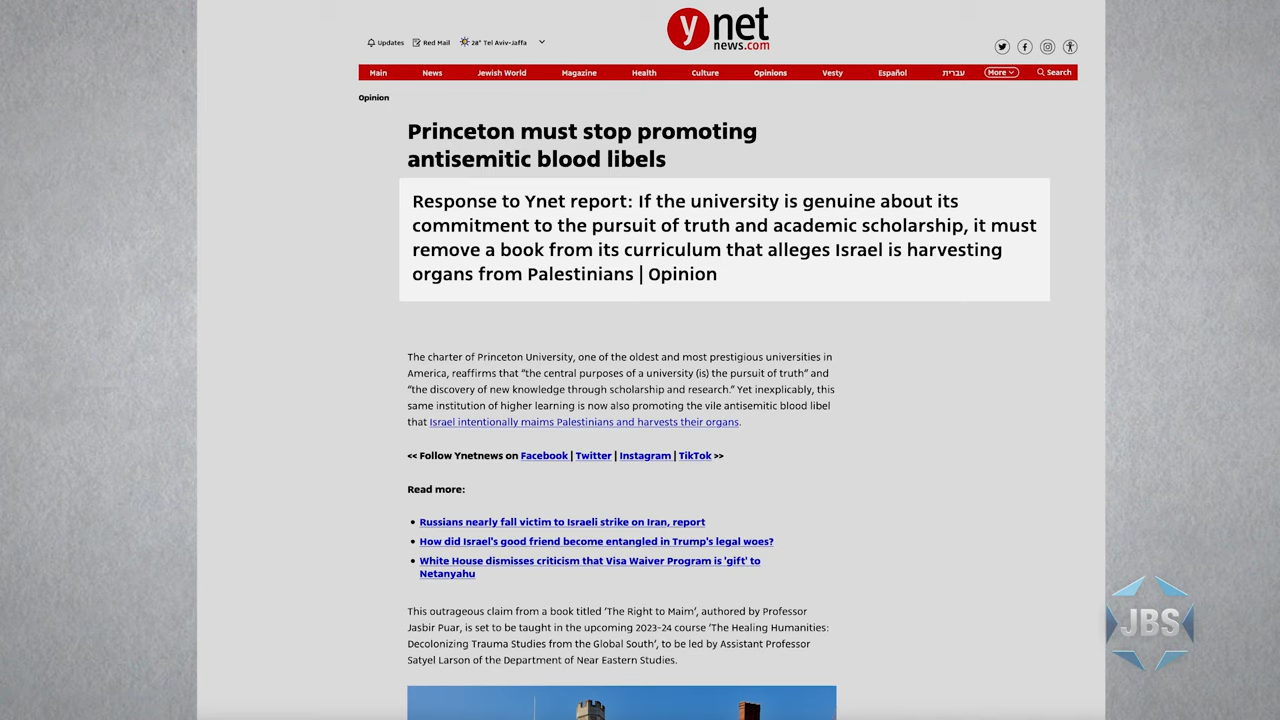 y net
news.com
Updates Red Mail 28° Tel Aviv-Jaffa
Main News Jewish World Magazine Health Culture Opinions Vesty Español עברית More Search
Opinion
Princeton must stop promoting
antisemitic blood libels
Response to Ynet report: If the university is genuine about its
commitment to the pursuit of truth and academic scholarship, it must
remove a book from its curriculum that alleges Israel is harvesting
organs from Palestinians | Opinion
The charter of Princeton University, one of the oldest and most prestigious universities in
America, reaffirms that “the central purposes of a university (is) the pursuit of truth” and
“the discovery of new knowledge through scholarship and research.” Yet inexplicably, this
same institution of higher learning is now also promoting the vile antisemitic blood libel
that Israel intentionally maims Palestinians and harvests their organs.
<< Follow Ynetnews on Facebook | Twitter | Instagram | TikTok >>
Read more:
• Russians nearly fall victim to Israeli strike on Iran, report
• How did Israel's good friend become entangled in Trump's legal woes?
• White House dismisses criticism that Visa Waiver Program is 'gift' to
Netanyahu
This outrageous claim from a book titled ‘The Right to Maim’, authored by Professor
Jasbir Puar, is set to be taught in the upcoming 2023-24 course ‘The Healing Humanities:
Decolonizing Trauma Studies from the Global South’, to be led by Assistant Professor
Satyel Larson of the Department of Near Eastern Studies.
JBS